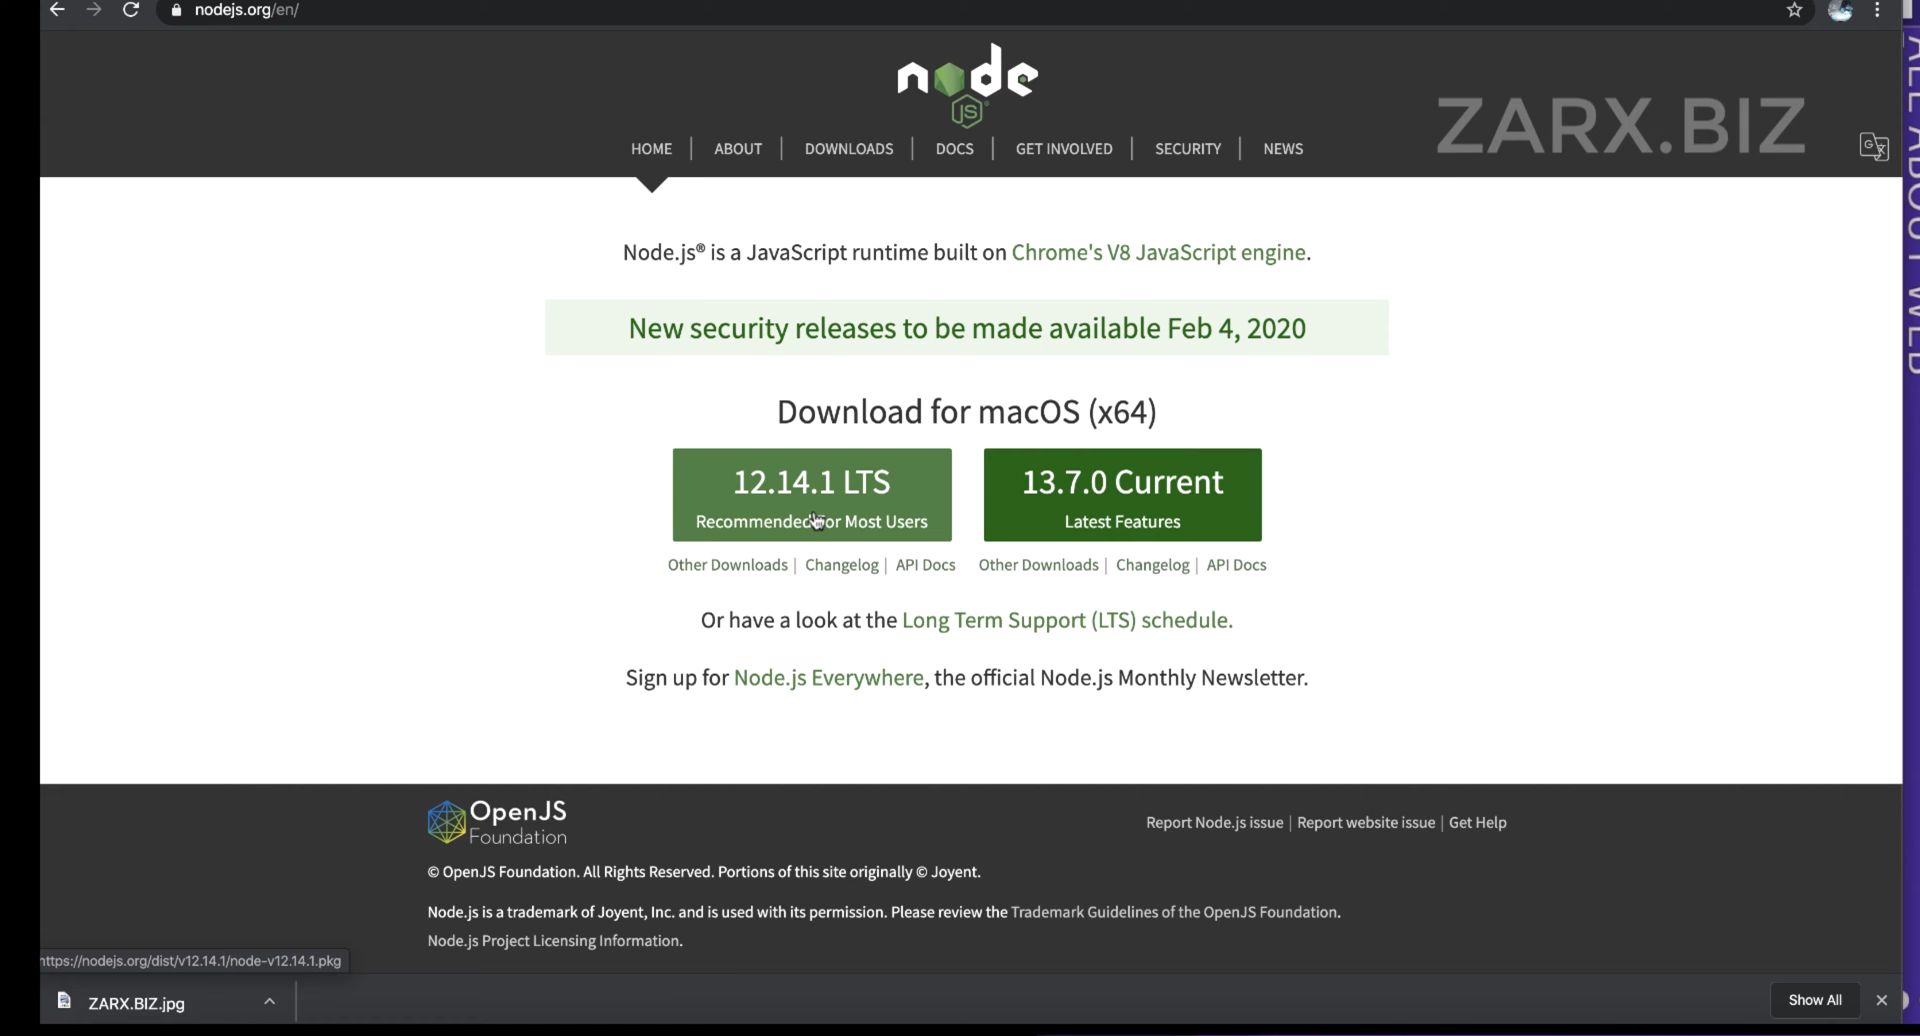 nodejs.org/en/
node
JS
ZARX.BIZ
HOME | ABOUT | DOWNLOADS | DOCS | GET INVOLVED | SECURITY | NEWS
Node.js® is a JavaScript runtime built on Chrome's V8 JavaScript engine.
New security releases to be made available Feb 4, 2020
Download for macOS (x64)
12.14.1 LTS
Recommended for Most Users
13.7.0 Current
Latest Features
Other Downloads | Changelog | API Docs
Other Downloads | Changelog | API Docs
Or have a look at the Long Term Support (LTS) schedule.
Sign up for Node.js Everywhere, the official Node.js Monthly Newsletter.
OpenJS
Foundation
Report Node.js issue | Report website issue | Get Help
© OpenJS Foundation. All Rights Reserved. Portions of this site originally © Joyent.
Node.js is a trademark of Joyent, Inc. and is used with its permission. Please review the Trademark Guidelines of the OpenJS Foundation.
Node.js Project Licensing Information.
https://nodejs.org/dist/v12.14.1/node-v12.14.1.pkg
ZARX.BIZ.jpg
Show All
ALL ABOUT WEB